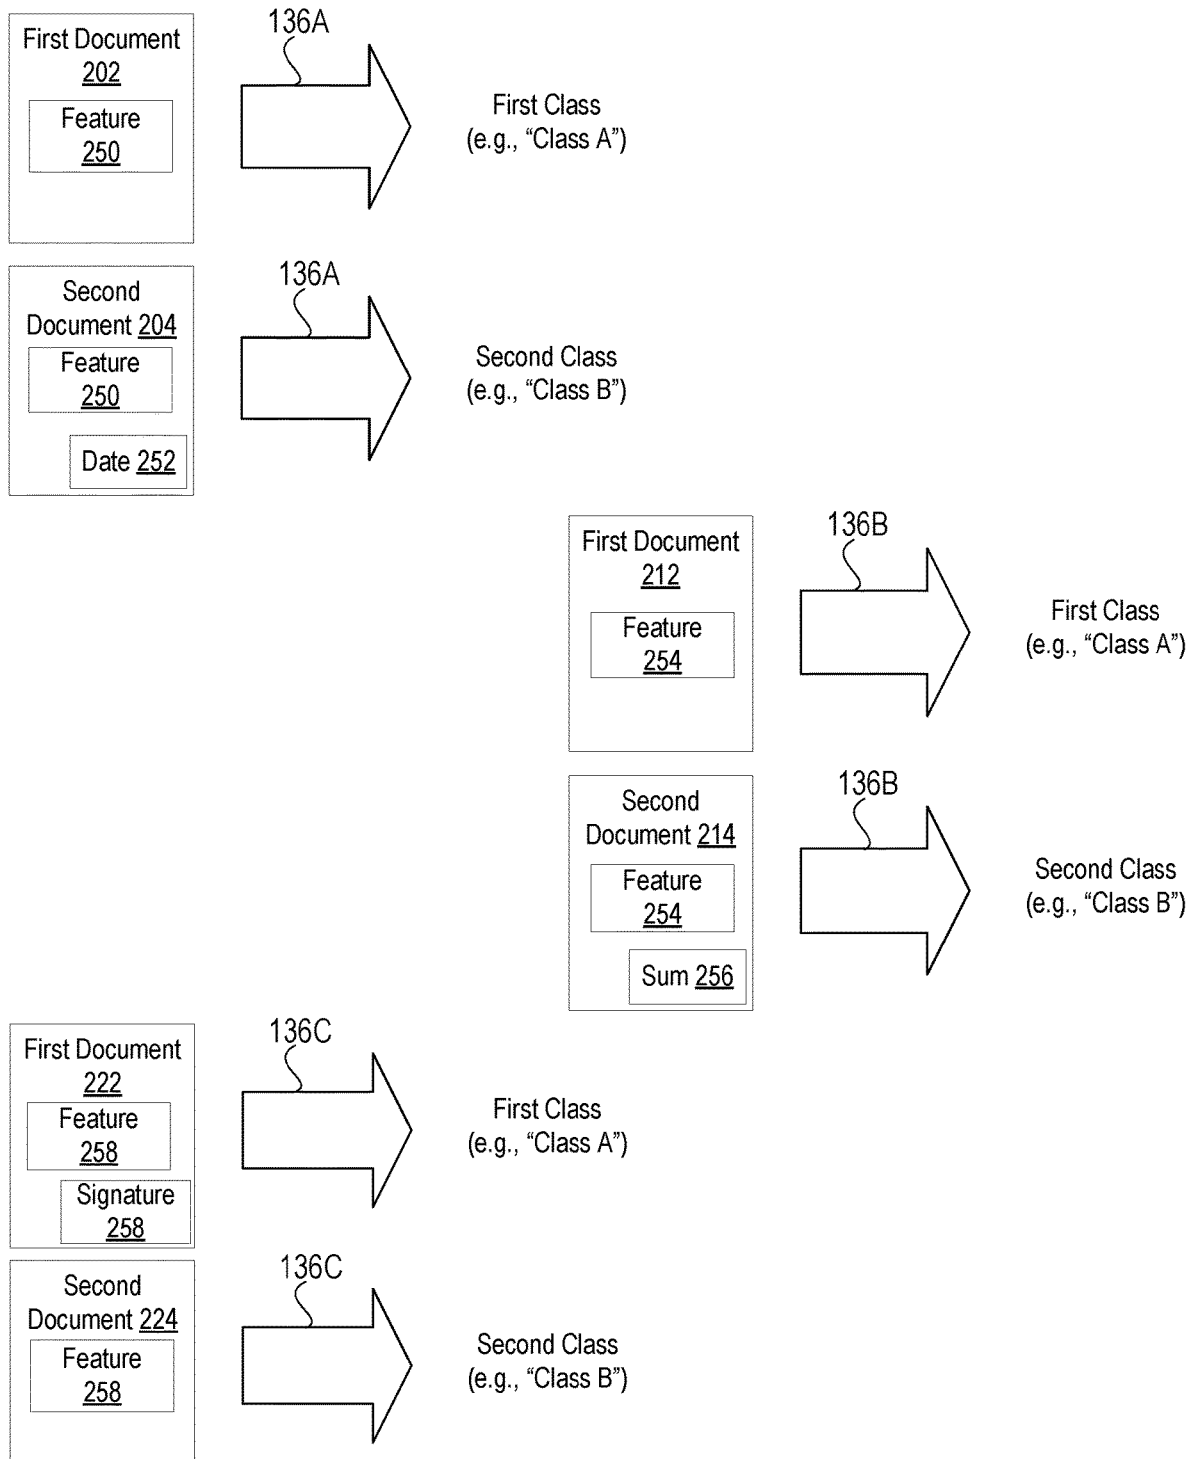 First Document
202
Feature
250
136A
First Class
(e.g., “Class A”)
Second
Document 204
Feature
250
Date 252
136A
Second Class
(e.g., “Class B”)
First Document
212
Feature
254
136B
First Class
(e.g., “Class A”)
Second
Document 214
Feature
254
Sum 256
136B
Second Class
(e.g., “Class B”)
First Document
222
Feature
258
Signature
258
136C
First Class
(e.g., “Class A”)
Second
Document 224
Feature
258
136C
Second Class
(e.g., “Class B”)